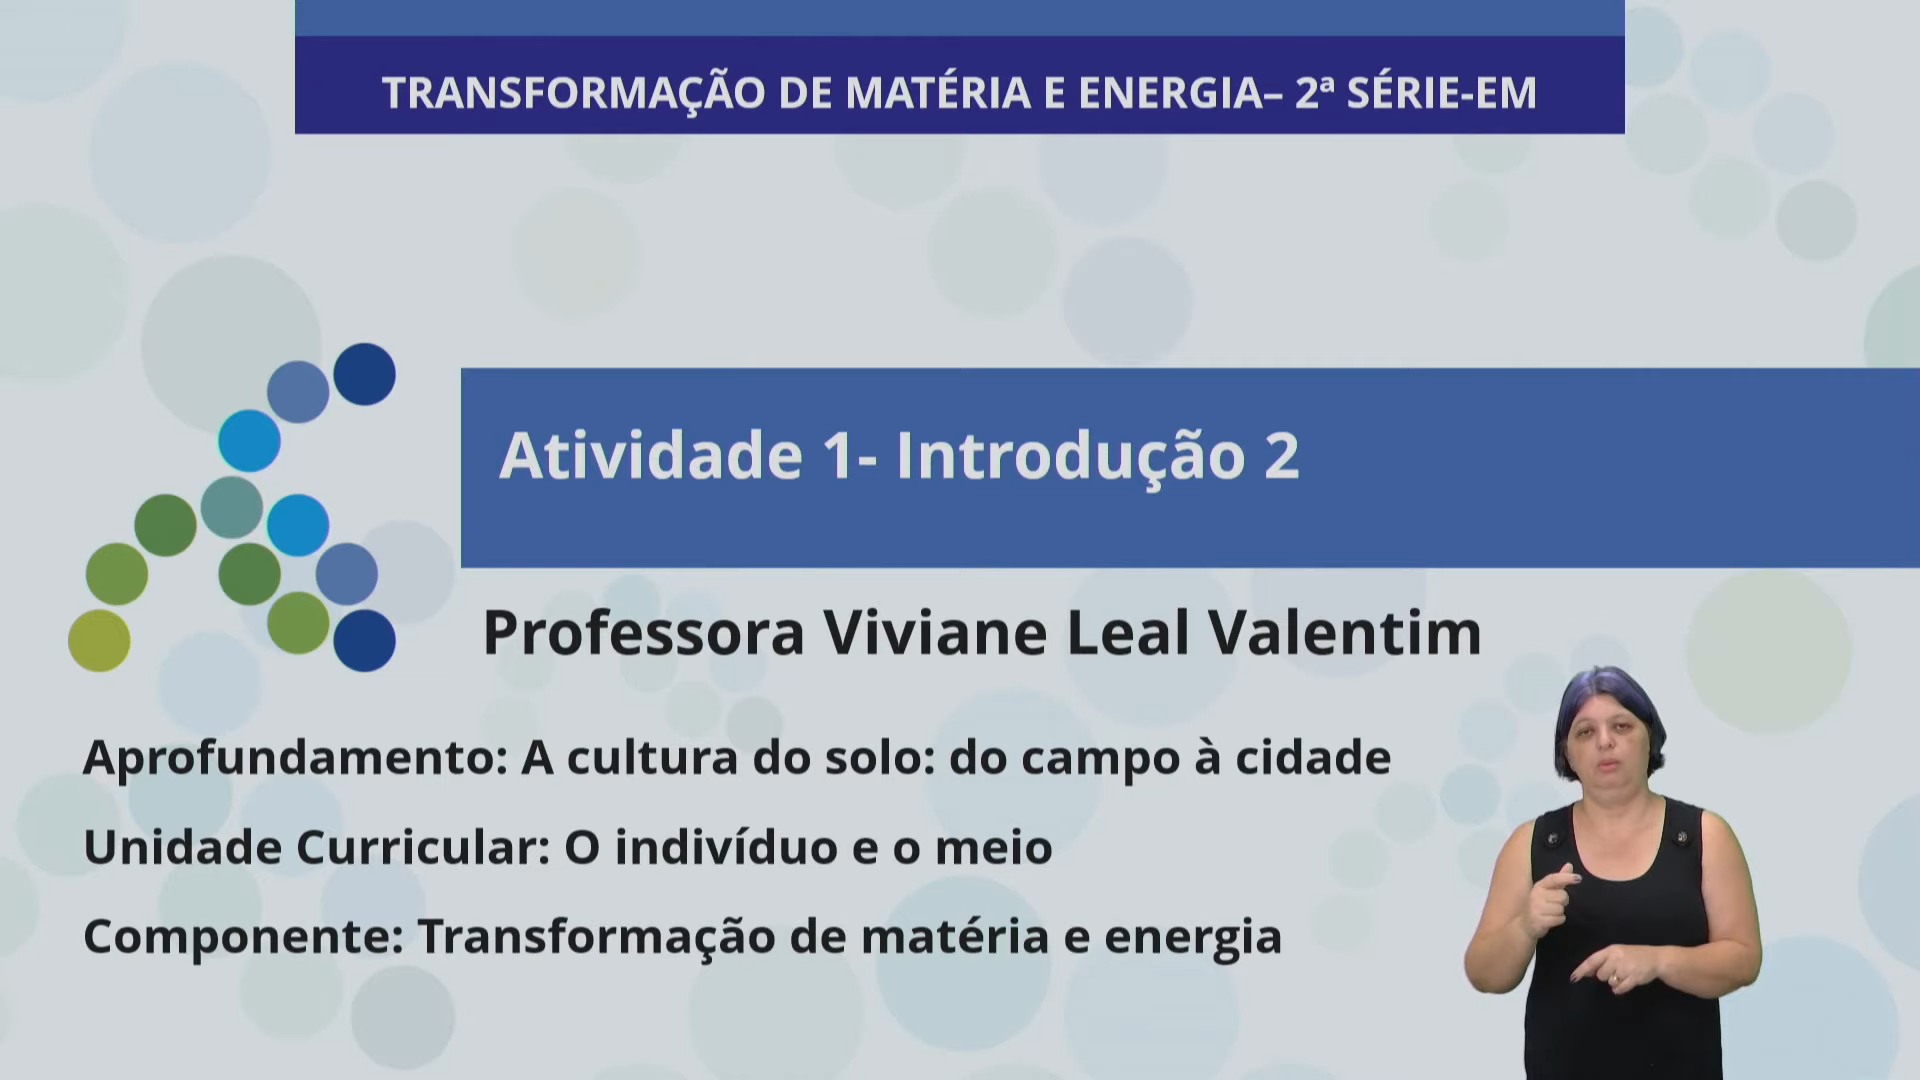 TRANSFORMAÇÃO DE MATÉRIA E ENERGIA– 2ª SÉRIE-EM
Atividade 1- Introdução 2
Professora Viviane Leal Valentim
Aprofundamento: A cultura do solo: do campo à cidade
Unidade Curricular: O indivíduo e o meio
Componente: Transformação de matéria e energia